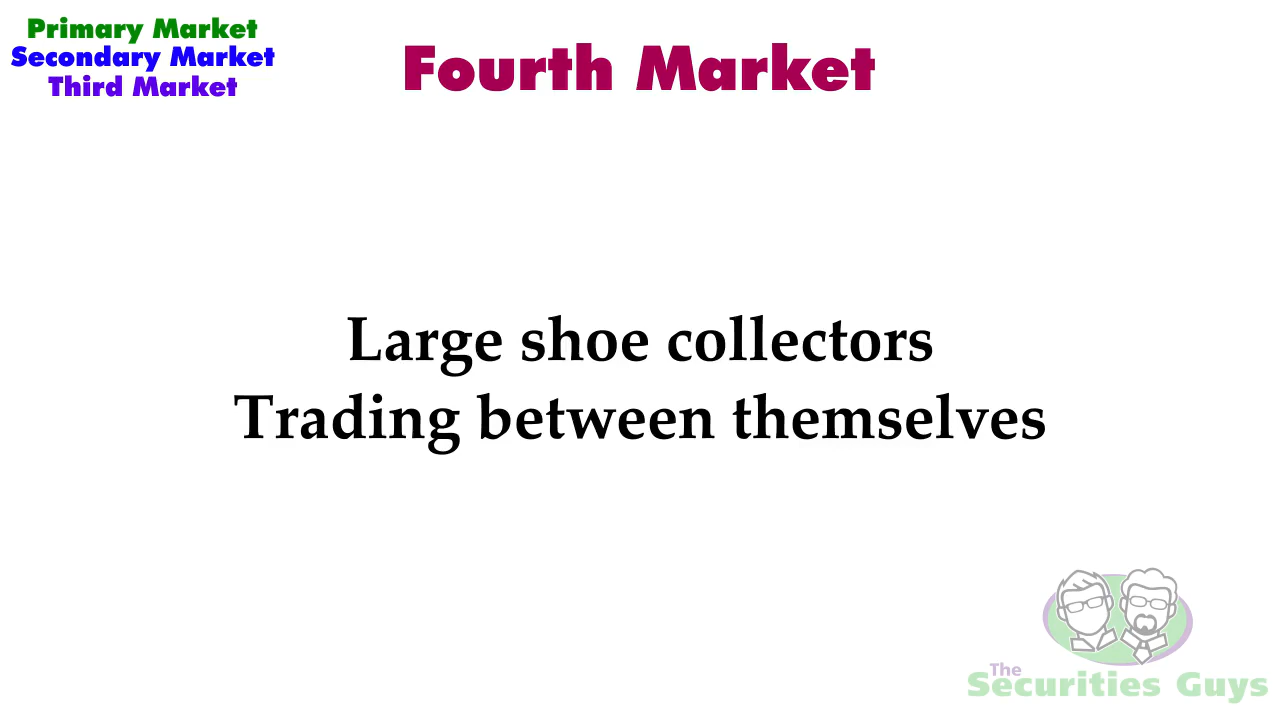 Primary Market
Secondary Market
Third Market
Fourth Market
Large shoe collectors
Trading between themselves
The
Securities Guys